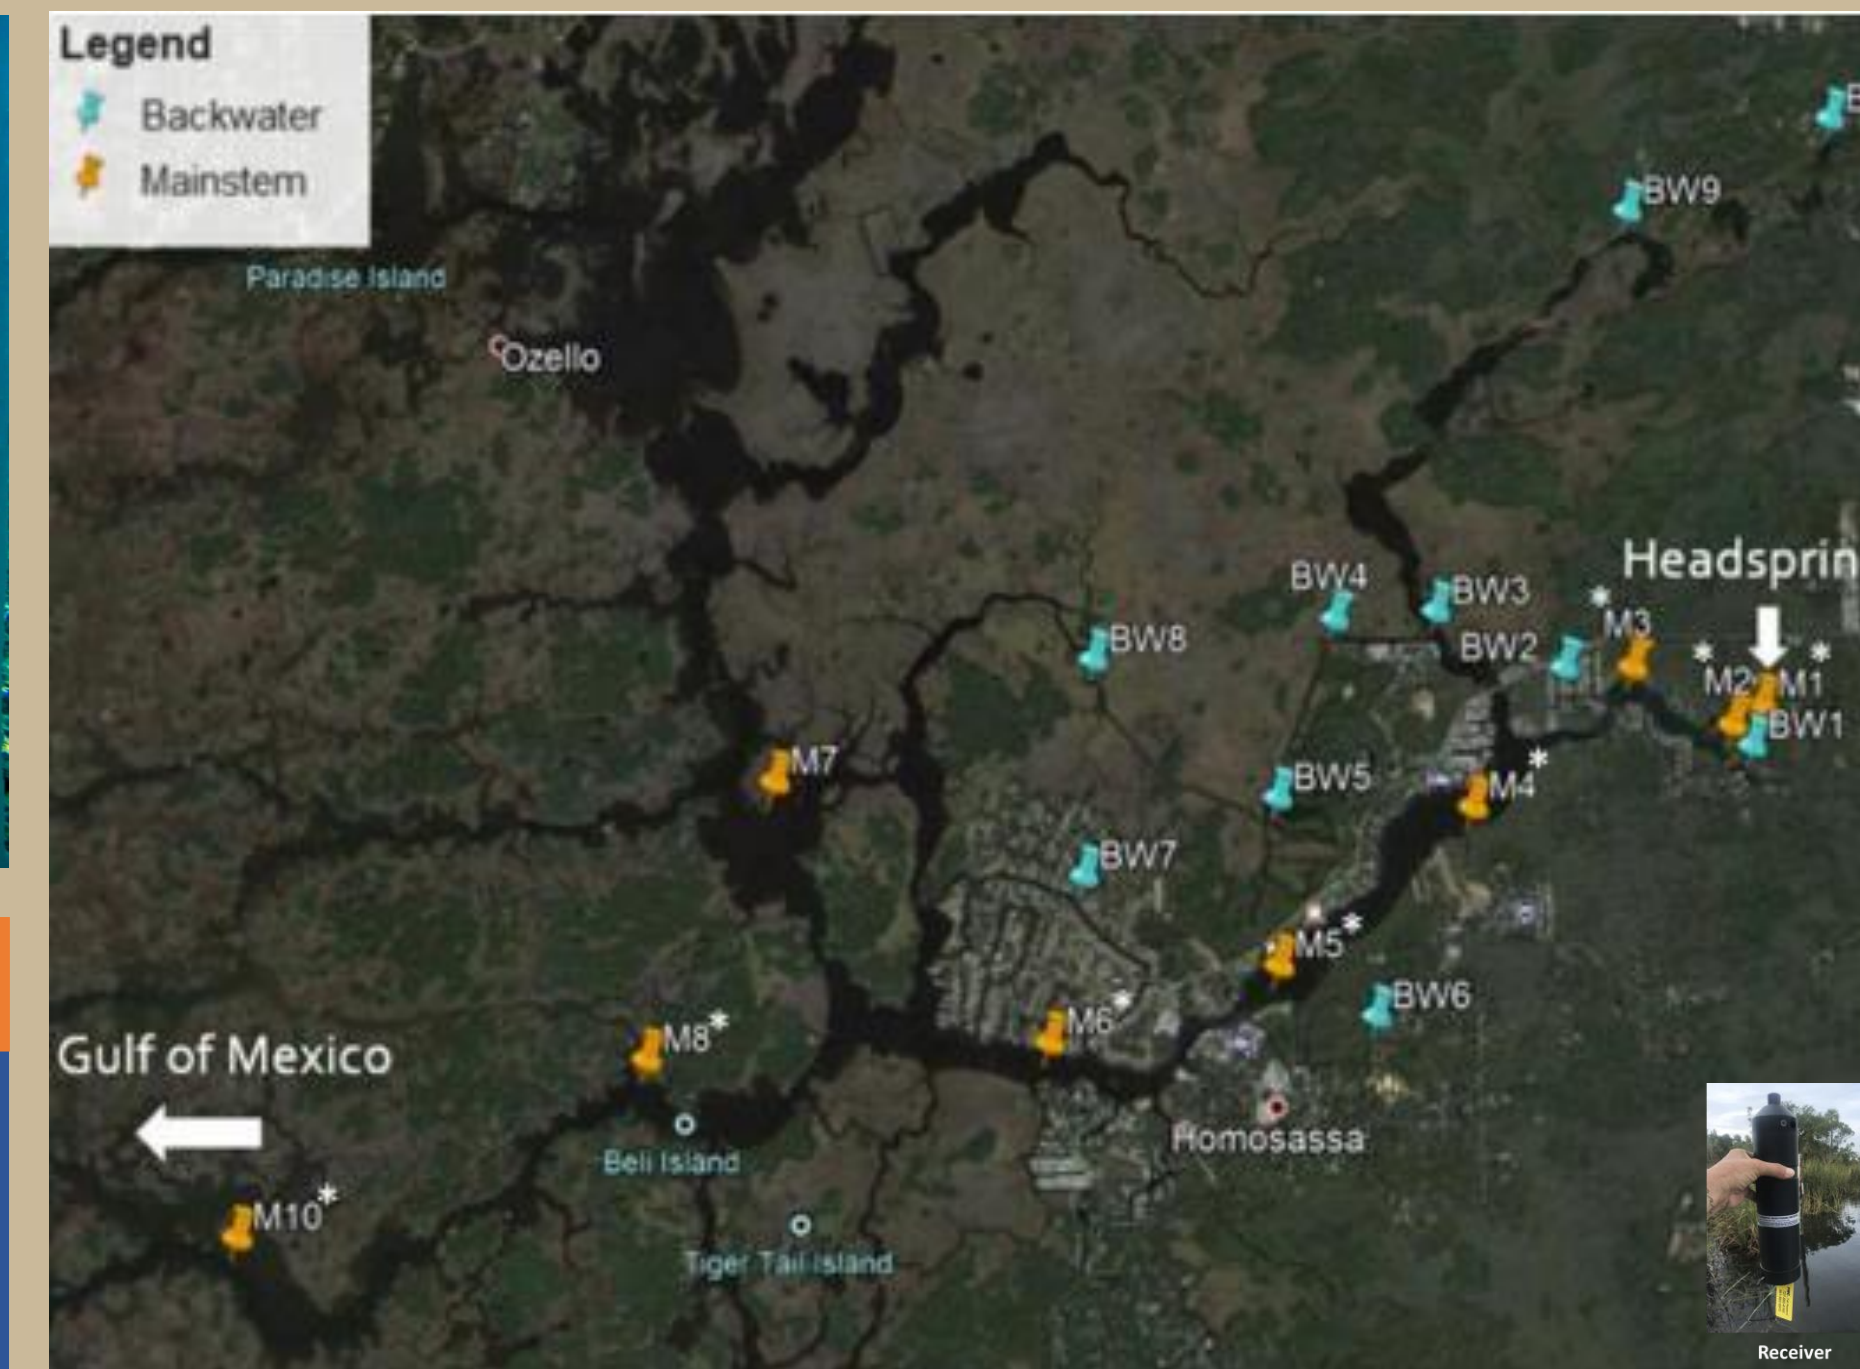 Legend
Backwater
Mainstem
BW9
Paradise Island
Ozello
Headsprin
BW4
BW3
*
M3
BW2
BW8
*
*
M2
M1
BW1
*
M7
BW5
M4
BW7
*
M5
BW6
*
M6
*
M8
Gulf of Mexico
Homosassa
Beli Island
*
M10
Tiger Tail Island
Receiver